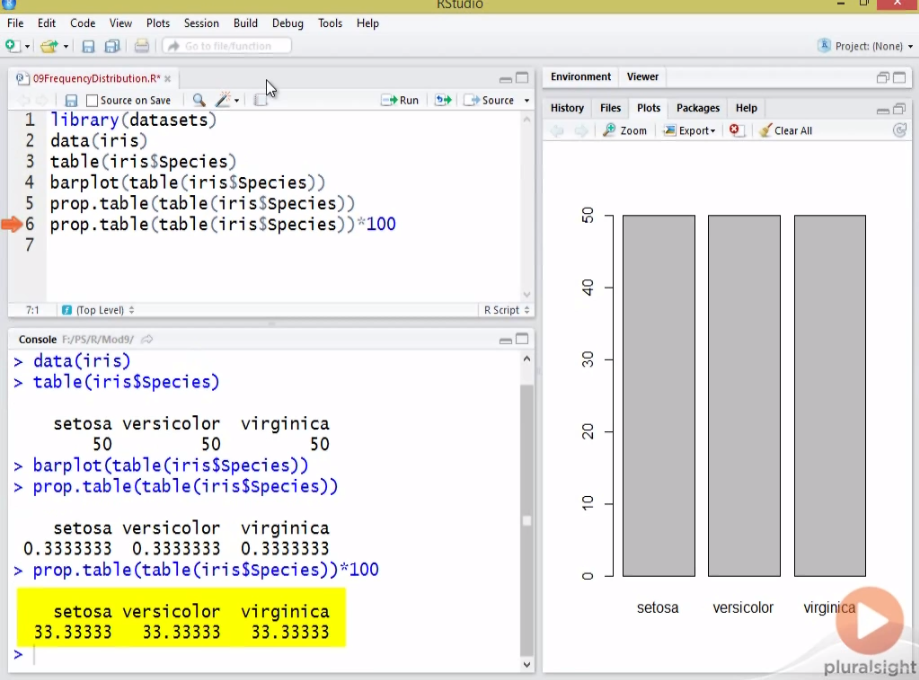 RStudio
File Edit Code View Plots Session Build Debug Tools Help
Go to file/function
Project: (None)
09FrequencyDistribution.R*
Source on Save
Run
Source
1 library(datasets)
2 data(iris)
3 table(iris$Species)
4 barplot(table(iris$Species))
5 prop.table(table(iris$Species))
6 prop.table(table(iris$Species))*100
7
7:1 (Top Level) R Script
Console F:/PS/R/Mod9/
> data(iris)
> table(iris$Species)
setosa versicolor virginica
50 50 50
> barplot(table(iris$Species))
> prop.table(table(iris$Species))
setosa versicolor virginica
0.3333333 0.3333333 0.3333333
> prop.table(table(iris$Species))*100
setosa versicolor virginica
33.33333 33.33333 33.33333
>
Environment Viewer
History Files Plots Packages Help
Zoom Export Clear All
50
40
30
20
10
0
setosa versicolor virginica
pluralsight